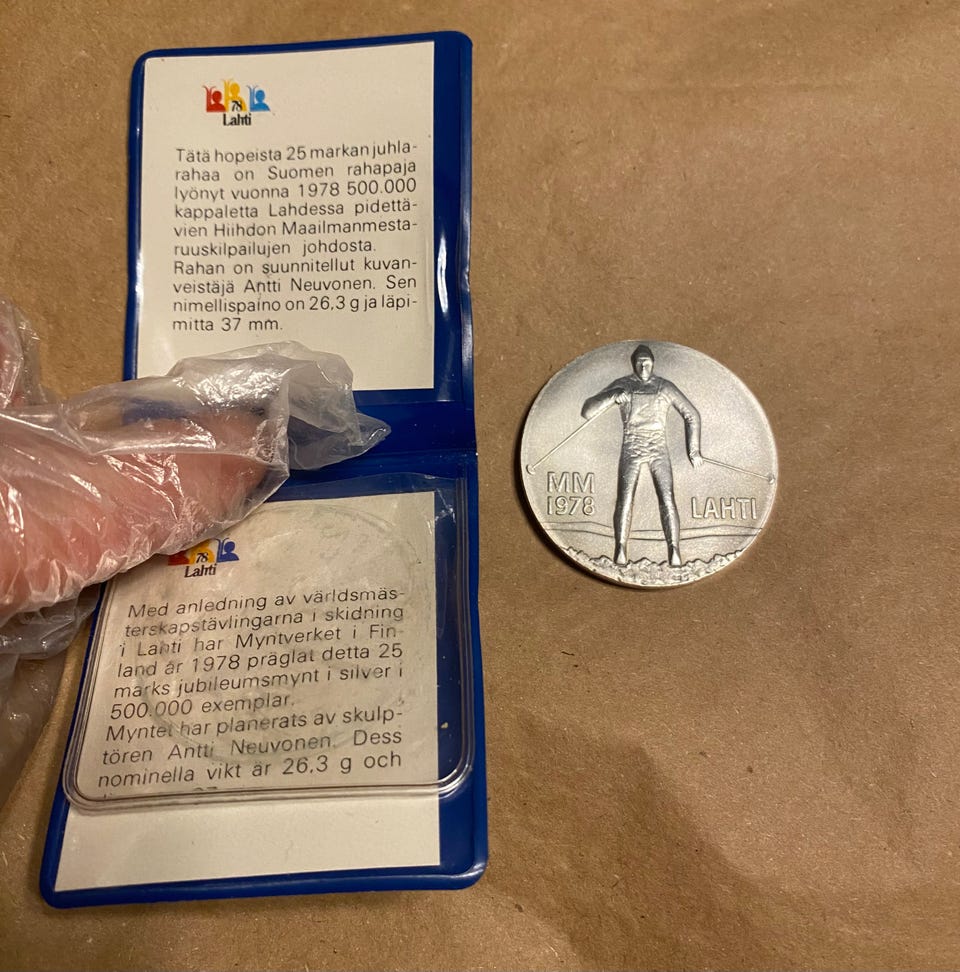 78
Lahti
Tätä hopeista 25 markan juhla-
rahaa on Suomen rahapaja
lyönyt vuonna 1978 500.000
kappaletta Lahdessa pidettä-
vien Hiihdon Maailmanmesta-
ruuskilpailujen johdosta.
Rahan on suunnitellut kuvan-
veistäjä Antti Neuvonen. Sen
nimellispaino on 26,3 g ja läpi-
mitta 37 mm.
78
Lahti
Med anledning av världsmäs-
terskapstävlingarna i skidning
i Lahti har Myntverket i Fin-
land år 1978 präglat detta 25
marks jubileumsmynt i silver i
500.000 exemplar.
Myntet har planerats av skulp-
tören Antti Neuvonen. Dess
nominella vikt är 26,3 g och
MM
1978
LAHTI